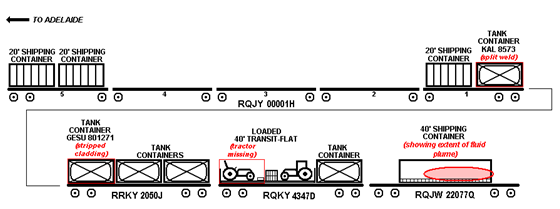 TO ADELAIDE
20' SHIPPING
CONTAINER
20' SHIPPING
CONTAINER
20' SHIPPING
CONTAINER
TANK
CONTAINER
KAL 8573
(split weld)
5
4
3
2
1
RQJY 00001H
TANK
CONTAINER
GESU 801271
(stripped
cladding)
TANK
CONTAINERS
LOADED
40' TRANSIT-FLAT
(tractor
missing)
TANK
CONTAINER
40' SHIPPING
CONTAINER
(showing extent of fluid
plume)
RRKY 2050J
RQKY 4347D
RQJW 22077Q